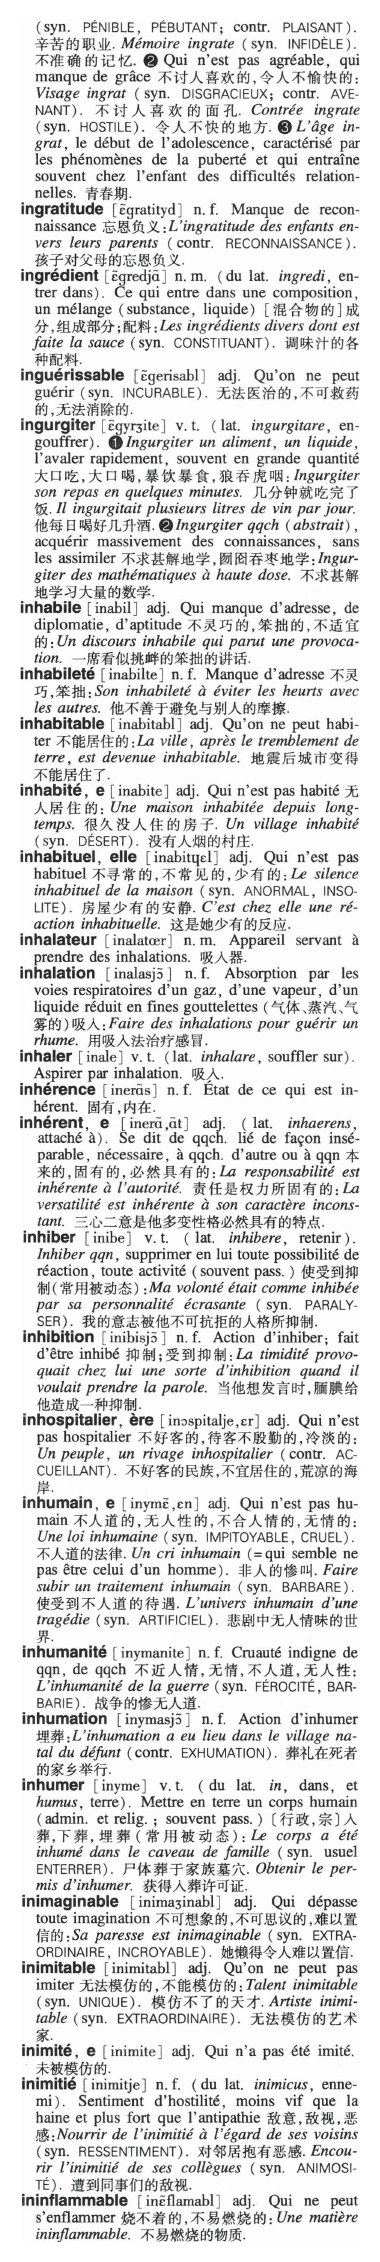 (syn. PÉNIBLE, PÉBUTANT; contr. PLAISANT).
辛苦的职业. Mémoire ingrate (syn. INFIDÈLE).
不准确的记忆. ❷ Qui n'est pas agréable, qui
manque de grâce 不讨人喜欢的,令人不愉快的:
Visage ingrat (syn. DISGRACIEUX; contr. AVE-
NANT). 不讨人喜欢的面孔. Contrée ingrate
(syn. HOSTILE). 令人不快的地方. ❸ L'âge in-
grat, le début de l'adolescence, caractérisé par
les phénomènes de la puberté et qui entraîne
souvent chez l'enfant des difficultés relation-
nelles. 青春期.
ingratitude [ɛ̃gratityd] n.f. Manque de recon-
naissance 忘恩负义:L'ingratitude des enfants en-
vers leurs parents (contr. RECONNAISSANCE).
孩子对父母的忘恩负义.
ingrédient [ɛ̃gredjɑ̃] n.m. (du lat. ingredi, en-
trer dans). Ce qui entre dans une composition,
un mélange (substance, liquide) [混合物的]成
分,组成部分;配料:Les ingrédients divers dont est
faite la sauce (syn. CONSTITUANT). 调味汁的各
种配料.
inguérissable [ɛ̃gerisabl] adj. Qu'on ne peut
guérir (syn. INCURABLE). 无法医治的,不可救药
的,无法消除的.
ingurgiter [ɛ̃gyrʒite] v.t. (lat. ingurgitare, en-
gouffrer). ❶ Ingurgiter un aliment, un liquide,
l'avaler rapidement, souvent en grande quantité
大口吃,大口喝,暴饮暴食,狼吞虎咽:Ingurgiter
son repas en quelques minutes. 几分钟就吃完了
饭. Il ingurgitait plusieurs litres de vin par jour.
他每日喝好几升酒. ❷ Ingurgiter qqch (abstrait),
acquérir massivement des connaissances, sans
les assimiler 不求甚解地学,囫囵吞枣地学:Ingur-
giter des mathématiques à haute dose. 不求甚解
地学习大量的数学.
inhabile [inabil] adj. Qui manque d'adresse, de
diplomatie, d'aptitude 不灵巧的,笨拙的,不适宜
的:Un discours inhabile qui parut une provoca-
tion. 一席看似挑衅的笨拙的讲话.
inhabileté [inabilte] n.f. Manque d'adresse 不灵
巧,笨拙:Son inhabileté à éviter les heurts avec
les autres. 他不善于避免与别人的摩擦.
inhabitable [inabitabl] adj. Qu'on ne peut habi-
ter 不能居住的:La ville, après le tremblement de
terre, est devenue inhabitable. 地震后城市变得
不能居住了.
inhabité, e [inabite] adj. Qui n'est pas habité 无
人居住的: Une maison inhabitée depuis long-
temps. 很久没人住的房子. Un village inhabité
(syn. DÉSERT). 没有人烟的村庄.
inhabituel, elle [inabitɥɛl] adj. Qui n'est pas
habituel 不寻常的,不常见的,少有的: Le silence
inhabituel de la maison (syn. ANORMAL, INSO-
LITE). 房屋少有的安静. C'est chez elle une ré-
action inhabituelle. 这是她少有的反应.
inhalateur [inalatœr] n.m. Appareil servant à
prendre des inhalations. 吸入器.
inhalation [inalasjɔ̃] n.f. Absorption par les
voies respiratoires d'un gaz, d'une vapeur, d'un
liquide réduit en fines gouttelettes (气体、蒸汽、气
雾的)吸入:Faire des inhalations pour guérir un
rhume. 用吸入法治疗感冒.
inhaler [inale] v.t. (lat. inhalare, souffler sur).
Aspirer par inhalation. 吸入.
inhérence [inerɑ̃s] n.f. État de ce qui est in-
hérent. 固有,内在.
inhérent, e [inerɑ̃,ɑ̃t] adj. (lat. inhaerens,
attaché à). Se dit de qqch. lié de façon insé-
parable, nécessaire, à qqch. d'autre ou à qqn 本
来的,固有的,必然具有的: La responsabilité est
inhérente à l'autorité. 责任是权力所固有的: La
versatilité est inhérente à son caractère incons-
tant. 三心二意是他多变性格必然具有的特点.
inhiber [inibe] v.t. (lat. inhibere, retenir).
Inhiber qqn, supprimer en lui toute possibilité de
réaction, toute activité (souvent pass.) 使受到抑
制(常用被动态):Ma volonté était comme inhibée
par sa personnalité écrasante (syn. PARALY-
SER). 我的意志被他不可抗拒的人格所抑制.
inhibition [inibisjɔ̃] n.f. Action d'inhiber; fait
d'être inhibé 抑制;受到抑制:La timidité provo-
quait chez lui une sorte d'inhibition quand il
voulait prendre la parole. 当他想发言时,腼腆给
他造成一种抑制.
inhospitalier, ère [inɔspitalje,ɛr] adj. Qui n'est
pas hospitalier 不好客的,待客不殷勤的,冷淡的:
Un peuple, un rivage inhospitalier (contr. AC-
CUEILLANT). 不好客的民族,不宜居住的,荒凉的海
岸.
inhumain, e [inymɛ̃,ɛn] adj. Qui n'est pas hu-
main 不人道的,无人性的,不合人情的,无情的:
Une loi inhumaine (syn. IMPITOYABLE, CRUEL).
不人道的法律. Un cri inhumain (=qui semble ne
pas être celui d'un homme). 非人的惨叫. Faire
subir un traitement inhumain (syn. BARBARE).
使受到不人道的待遇. L'univers inhumain d'une
tragédie (syn. ARTIFICIEL). 悲剧中无人情味的世
界.
inhumanité [inymanite] n.f. Cruauté indigne de
qqn, de qqch 不近人情,无情,不人道,无人性:
L'inhumanité de la guerre (syn. FÉROCITÉ, BAR-
BARIE). 战争的惨无人道.
inhumation [inymasjɔ̃] n.f. Action d'inhumer
埋葬:L'inhumation a eu lieu dans le village na-
tal du défunt (contr. EXHUMATION). 葬礼在死者
的家乡举行.
inhumer [inyme] v.t. (du lat. in, dans, et
humus, terre). Mettre en terre un corps humain
(admin. et relig.; souvent pass.) 〔行政,宗〕入
葬,下葬,埋葬(常用被动态): Le corps a été
inhumé dans le caveau de famille (syn. usuel
ENTERRER). 尸体葬于家族墓穴. Obtenir le per-
mis d'inhumer. 获得入葬许可证.
inimaginable [inimaʒinabl] adj. Qui dépasse
toute imagination 不可想象的,不可思议的,难以置
信的:Sa paresse est inimaginable (syn. EXTRA-
ORDINAIRE, INCROYABLE). 她懒得令人难以置信.
inimitable [inimitabl] adj. Qu'on ne peut pas
imiter 无法模仿的,不能模仿的:Talent inimitable
(syn. UNIQUE). 模仿不了的天才. Artiste inimi-
table (syn. EXTRAORDINAIRE). 无法模仿的艺术
家.
inimité, e [inimite] adj. Qui n'a pas été imité.
未被模仿的.
inimitié [inimitje] n.f. (du lat. inimicus, enne-
mi). Sentiment d'hostilité, moins vif que la
haine et plus fort que l'antipathie 敌意,敌视,恶
感:Nourrir de l'inimitié à l'égard de ses voisins
(syn. RESSENTIMENT). 对邻居抱有恶感. Encou-
rir l'inimitié de ses collègues (syn. ANIMOSI-
TÉ). 遭到同事们的敌视.
ininflammable [inɛ̃flamabl] adj. Qui ne peut
s'enflammer 烧不着的,不易燃烧的: Une matière
ininflammable. 不易燃烧的物质.